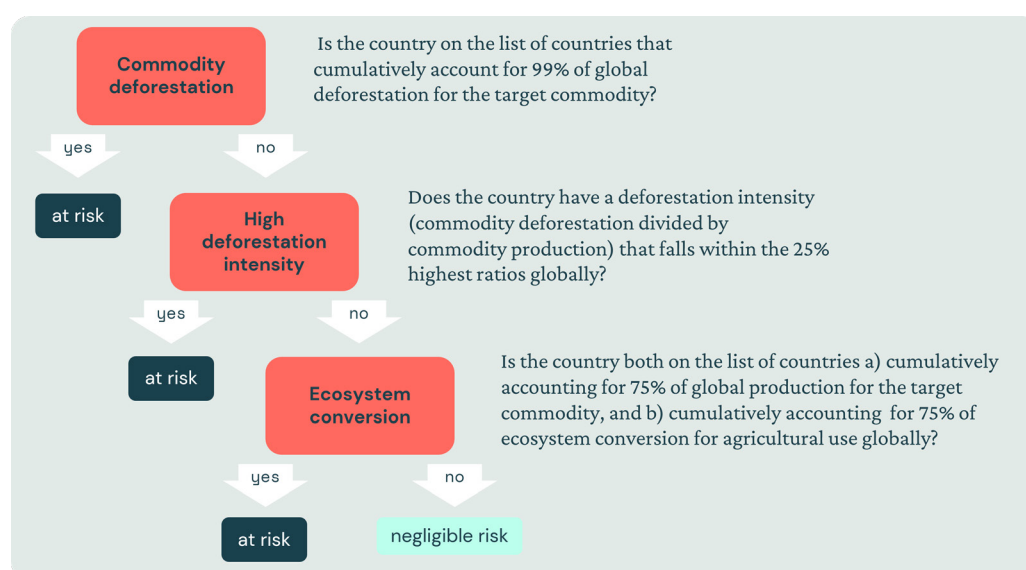 Commodity
deforestation
Is the country on the list of countries that
cumulatively account for 99% of global
deforestation for the target commodity?
yes
no
at risk
High
deforestation
intensity
Does the country have a deforestation intensity
(commodity deforestation divided by
commodity production) that falls within the 25%
highest ratios globally?
yes
no
at risk
Ecosystem
conversion
Is the country both on the list of countries a) cumulatively
accounting for 75% of global production for the target
commodity, and b) cumulatively accounting for 75% of
ecosystem conversion for agricultural use globally?
yes
no
at risk
negligible risk